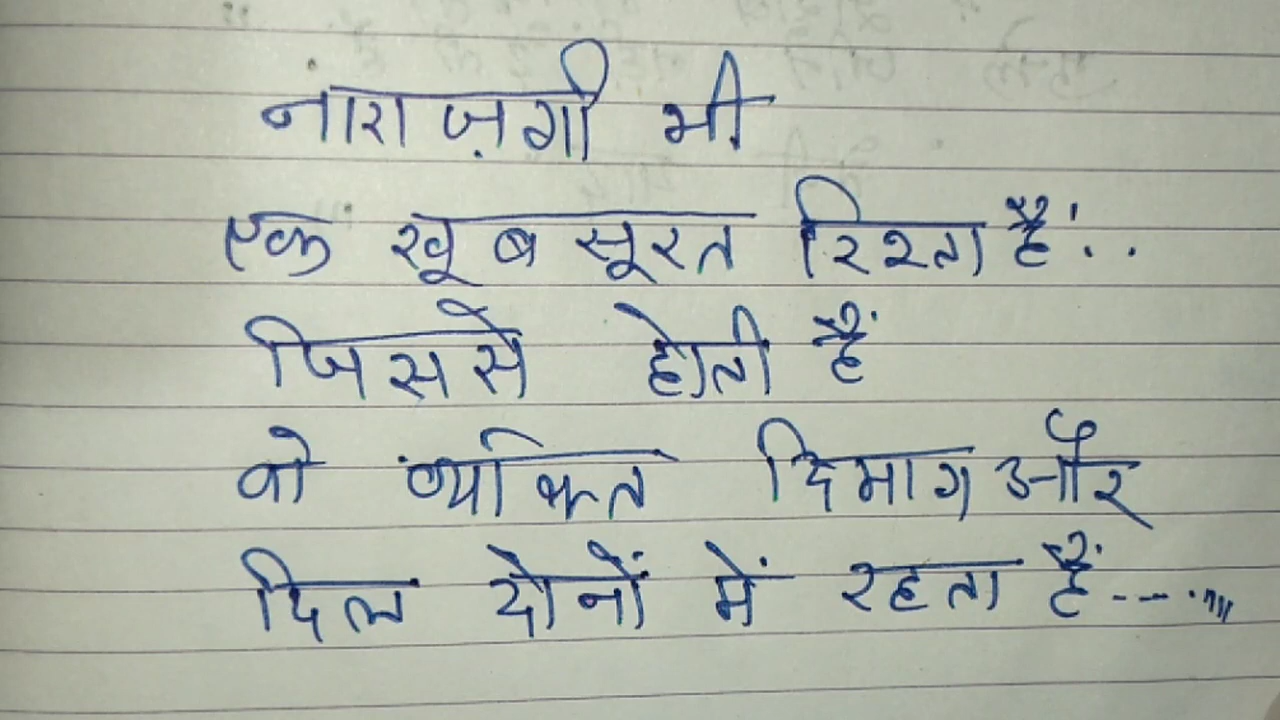 नाराज़गी भी
एक खूबसूरत रिश्ता हैं...
जिससे होती हैं
वो व्यक्ति दिमाग और
दिल दोनों में रहता हैं----.,,,,